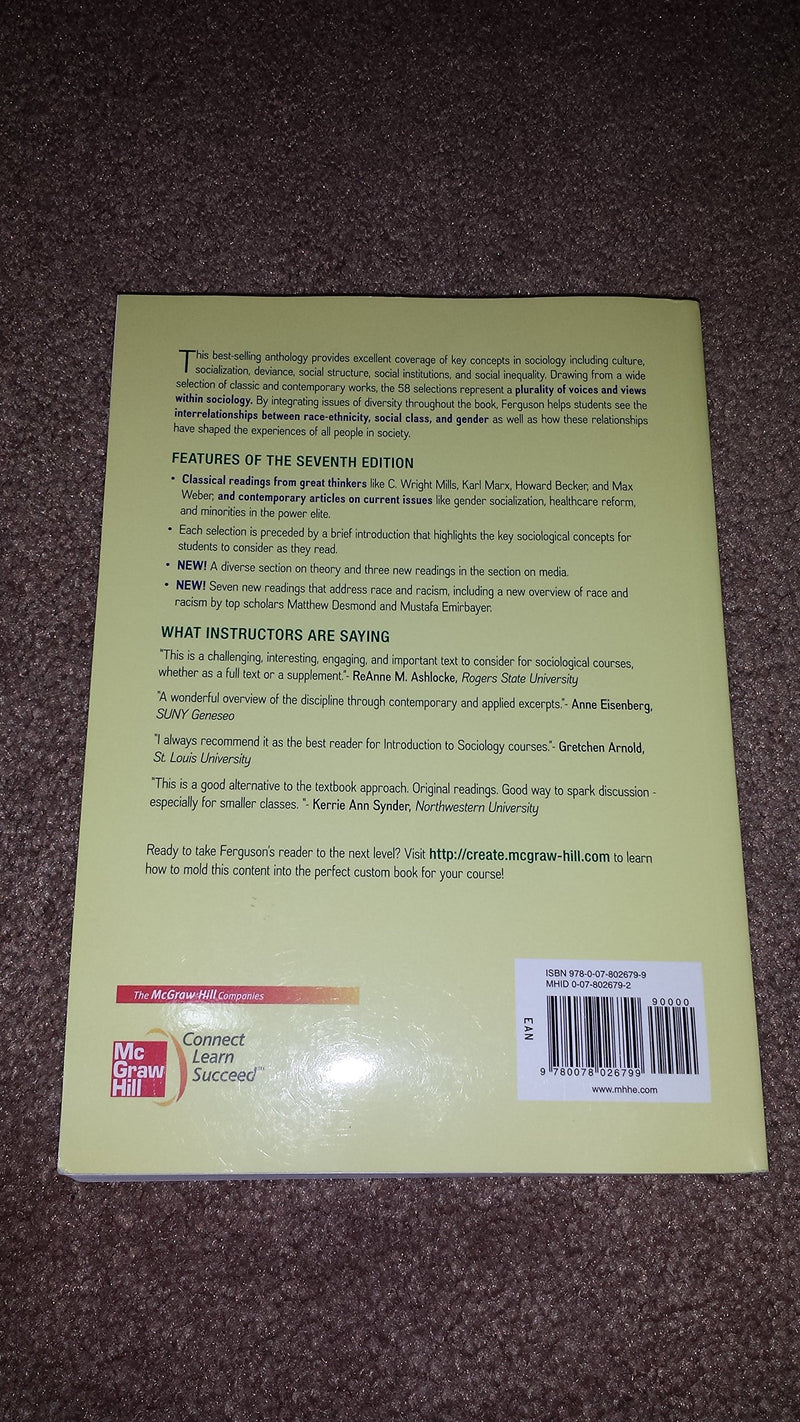 This best-selling anthology provides excellent coverage of key concepts in sociology including culture,
socialization, deviance, social structure, social institutions, and social inequality. Drawing from a wide
selection of classic and contemporary works, the 58 selections represent a plurality of voices and views
within sociology. By integrating issues of diversity throughout the book, Ferguson helps students see the
interrelationships between race-ethnicity, social class, and gender as well as how these relationships
have shaped the experiences of all people in society.
FEATURES OF THE SEVENTH EDITION
• Classical readings from great thinkers like C. Wright Mills, Karl Marx, Howard Becker, and Max
Weber, and contemporary articles on current issues like gender socialization, healthcare reform,
and minorities in the power elite.
• Each selection is preceded by a brief introduction that highlights the key sociological concepts for
students to consider as they read.
• NEW! A diverse section on theory and three new readings in the section on media.
• NEW! Seven new readings that address race and racism, including a new overview of race and
racism by top scholars Matthew Desmond and Mustafa Emirbayer.
WHAT INSTRUCTORS ARE SAYING
"This is a challenging, interesting, engaging, and important text to consider for sociological courses,
whether as a full text or a supplement."- ReAnne M. Ashlocke, Rogers State University
"A wonderful overview of the discipline through contemporary and applied excerpts."- Anne Eisenberg,
SUNY Geneseo
"I always recommend it as the best reader for Introduction to Sociology courses."- Gretchen Arnold,
St. Louis University
"This is a good alternative to the textbook approach. Original readings. Good way to spark discussion -
especially for smaller classes. "- Kerrie Ann Synder, Northwestern University
Ready to take Ferguson's reader to the next level? Visit http://create.mcgraw-hill.com to learn
how to mold this content into the perfect custom book for your course!
The McGraw·Hill Companies
Mc
Graw
Hill
Connect
Learn
Succeed™
ISBN 978-0-07-802679-9
MHID 0-07-802679-2
90000
EAN
9 780078 026799
www.mhhe.com